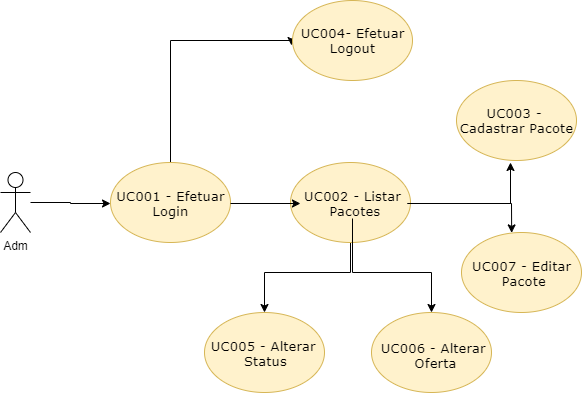 UC004- Efetuar
Logout
UC003 -
Cadastrar Pacote
UC001 - Efetuar
Login
UC002 - Listar
Pacotes
Adm
UC007 - Editar
Pacote
UC005 - Alterar
Status
UC006 - Alterar
Oferta